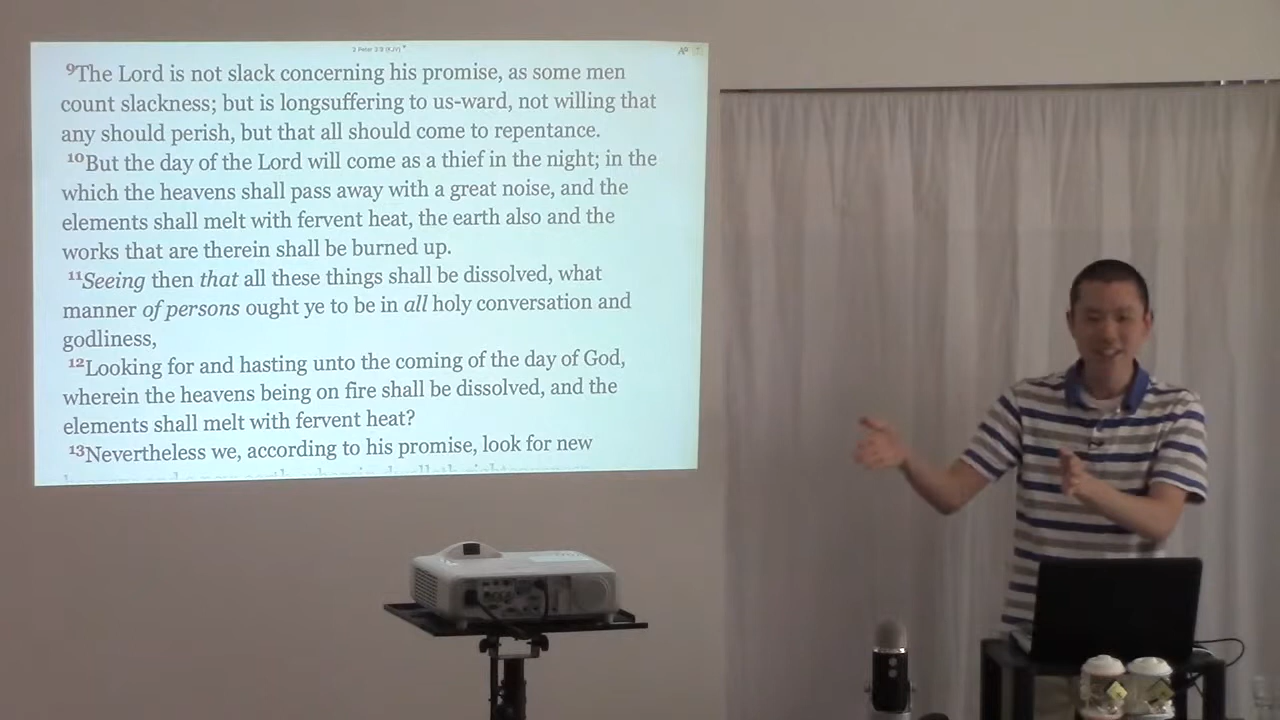 2 Peter 3:9 (KJV)
9The Lord is not slack concerning his promise, as some men
count slackness; but is longsuffering to us-ward, not willing that
any should perish, but that all should come to repentance.
10But the day of the Lord will come as a thief in the night; in the
which the heavens shall pass away with a great noise, and the
elements shall melt with fervent heat, the earth also and the
works that are therein shall be burned up.
11Seeing then that all these things shall be dissolved, what
manner of persons ought ye to be in all holy conversation and
godliness,
12Looking for and hasting unto the coming of the day of God,
wherein the heavens being on fire shall be dissolved, and the
elements shall melt with fervent heat?
13Nevertheless we, according to his promise, look for new